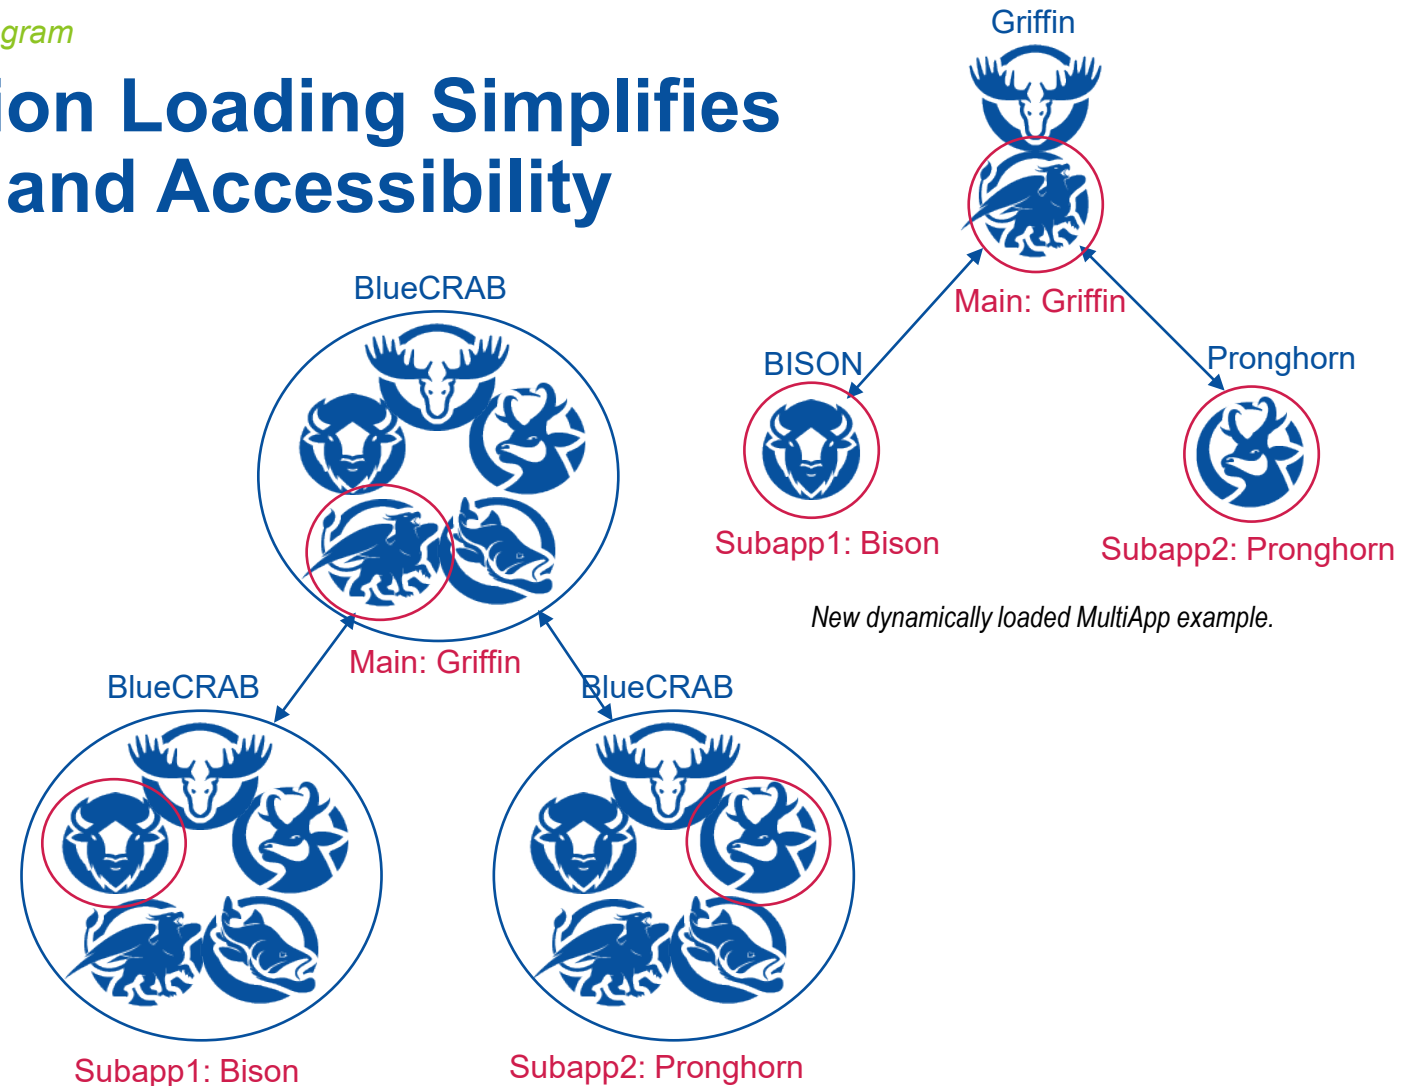 gram
ion Loading Simplifies
and Accessibility
Griffin
Main: Griffin
BISON
Pronghorn
Subapp1: Bison
Subapp2: Pronghorn
New dynamically loaded MultiApp example.
BlueCRAB
Main: Griffin
BlueCRAB
BlueCRAB
Subapp1: Bison
Subapp2: Pronghorn